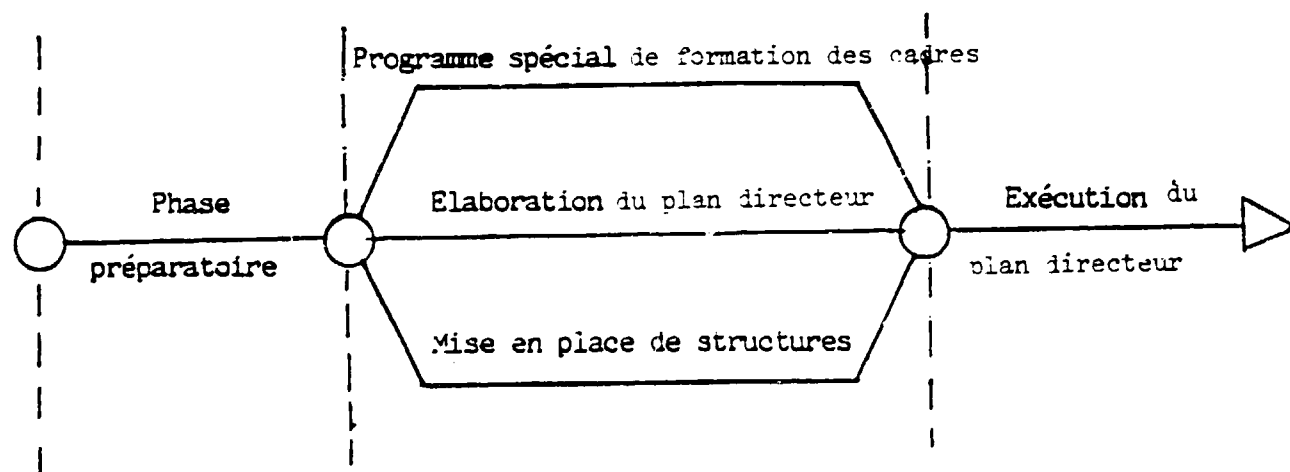 Programme spécial de formation des cadres
Phase
préparatoire
Elaboration du plan directeur
Mise en place de structures
Exécution du
plan directeur